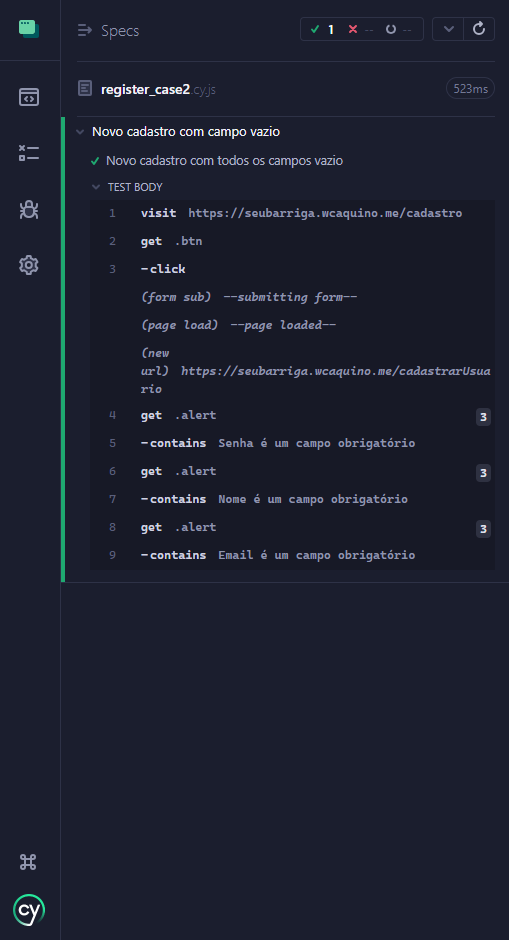 Specs
1 -- --
register_case2.cy.js
523ms
Novo cadastro com campo vazio
Novo cadastro com todos os campos vazio
TEST BODY
1 visit https://seubarriga.wcaquino.me/cadastro
2 get .btn
3 -click
(form sub) --submitting form--
(page load) --page loaded--
(new
url) https://seubarriga.wcaquino.me/cadastrarUsua
rio
4 get .alert 3
5 -contains Senha é um campo obrigatório
6 get .alert 3
7 -contains Nome é um campo obrigatório
8 get .alert 3
9 -contains Email é um campo obrigatório
cy